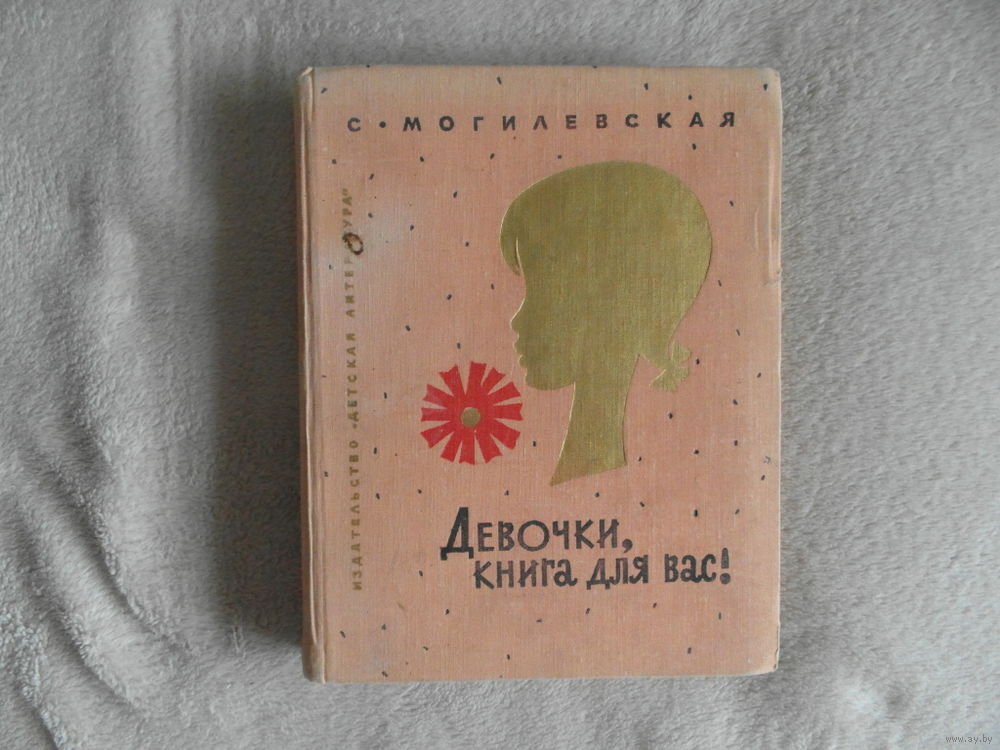 С • МОГИЛЕВСКАЯ
ИЗДАТЕЛЬСТВО «ДЕТСКАЯ ЛИТЕРАТУРА"
ДЕВОЧКИ,
КНИГА ДЛЯ ВАС!
www.ay.by